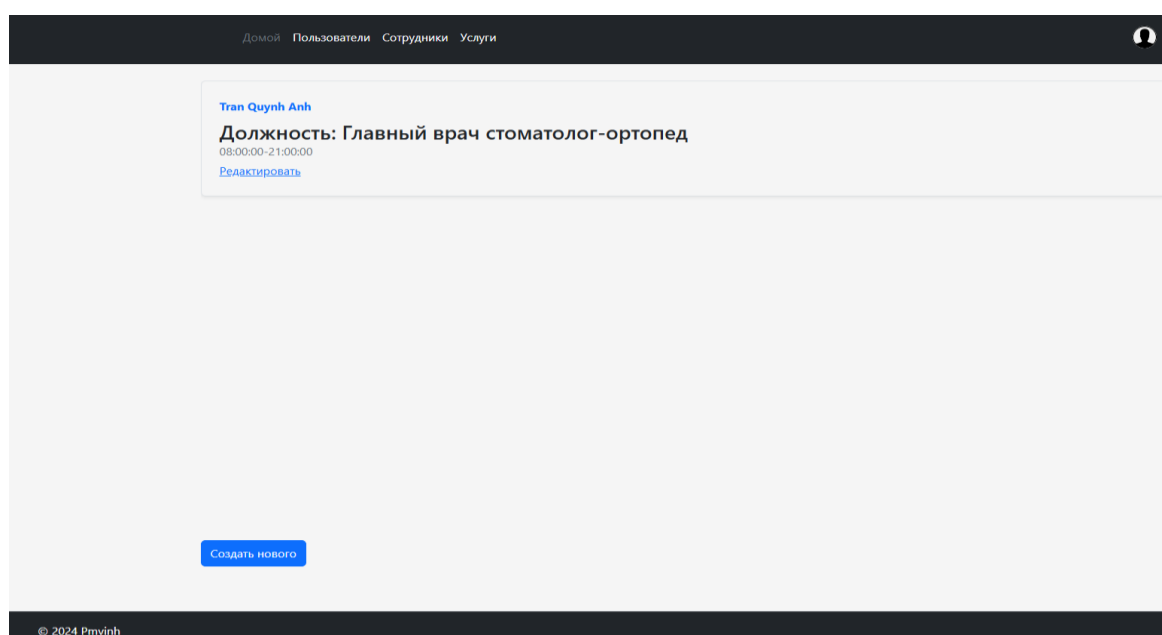 Домой Пользователи Сотрудники Услуги
Tran Quynh Anh
Должность: Главный врач стоматолог-ортопед
08:00:00-21:00:00
Редактировать
Создать нового
© 2024 Pmvinh